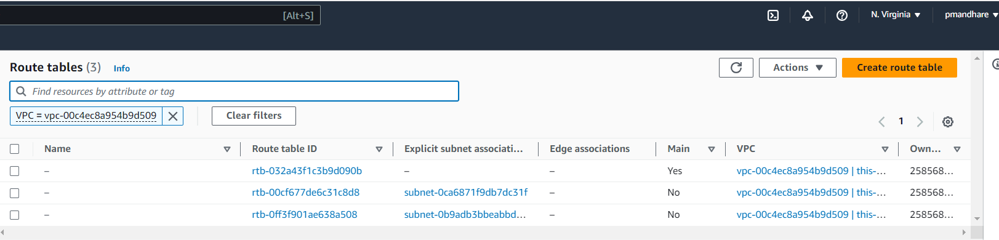 [Alt+S]
N. Virginia
pmandhare
Route tables (3) Info
Actions
Create route table
Find resources by attribute or tag
VPC = vpc-00c4ec8a954b9d509
Clear filters
1
Name Route table ID Explicit subnet associati... Edge associations Main VPC Own...
– rtb-032a43f1c3b9d090b – – Yes vpc-00c4ec8a954b9d509 | this-... 258568...
– rtb-00cf677de6c31c8d8 subnet-0ca6871f9db7dc31f – No vpc-00c4ec8a954b9d509 | this-... 258568...
– rtb-0ff3f901ae638a508 subnet-0b9adb3bbeabbd... – No vpc-00c4ec8a954b9d509 | this-... 258568...